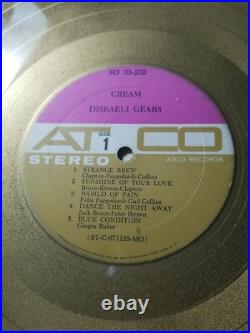 SD 33-232
CREAM
DISRAELI GEARS
ATCO
SIDE
1
STEREO
ATCO RECORDS
1. STRANGE BREW
Clapton-Pappalardi-Collins
2. SUNSHINE OF YOUR LOVE
Bruce-Brown-Clapton
3. WORLD OF PAIN
Felix Pappalardi-Gail Collins
4. DANCE THE NIGHT AWAY
Jack Bruce-Peter Brown
5. BLUE CONDITION
Ginger Baker
(ST-C-671129-MO)